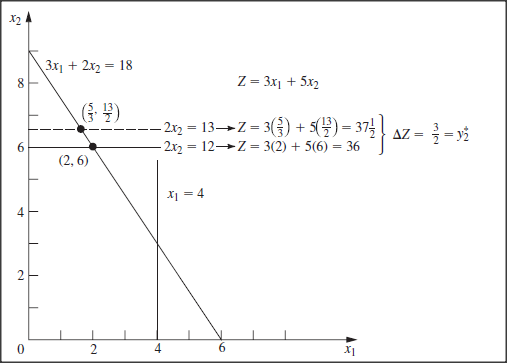 x₂
3x₁ + 2x₂ = 18
8
Z = 3x₁ + 5x₂
(5/3, 13/2)
2x₂ = 13→Z = 3(5/3) + 5(13/2) = 37 1/2
2x₂ = 12→Z = 3(2) + 5(6) = 36
ΔZ = 3/2 = y₂*
6
(2, 6)
x₁ = 4
4
2
0
2
4
6
x₁